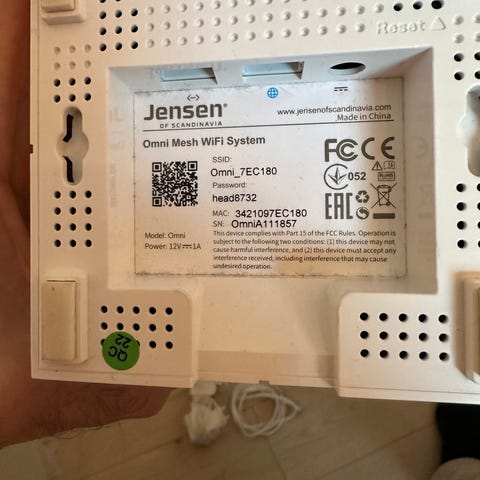 Reset
Jensen®
OF SCANDINAVIA
www.jensenofscandinavia.com
Made in China
Omni Mesh WiFi System
SSID:
Omni_7EC180
Password:
head8732
MAC: 3421097EC180
SN: OmniA111857
Model: Omni
Power: 12V⎓1A
FCC CE
052
EAC
This device complies with Part 15 of the FCC Rules. Operation is
subject to the following two conditions: (1) this device may not
cause harmful interference, and (2) this device must accept any
interference received, including interference that may cause
undesired operation.
QC
22